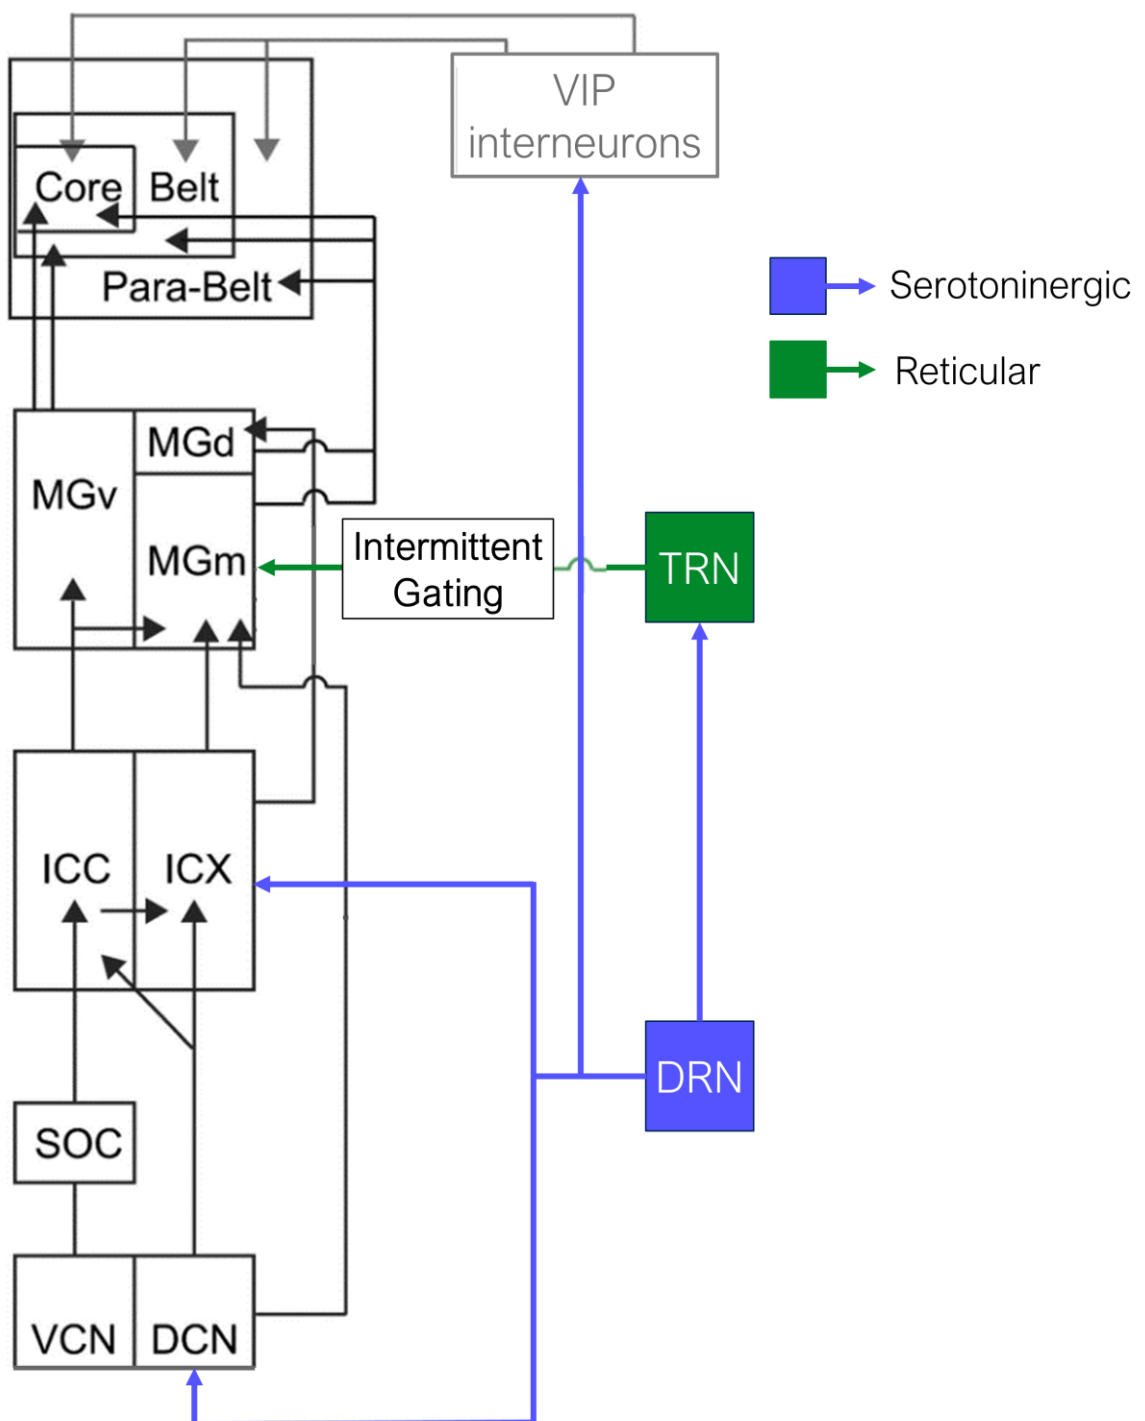 VIP
interneurons
Core
Belt
Para-Belt
Serotoninergic
Reticular
MGd
MGv
MGm
Intermittent
Gating
TRN
ICC
ICX
DRN
SOC
VCN
DCN